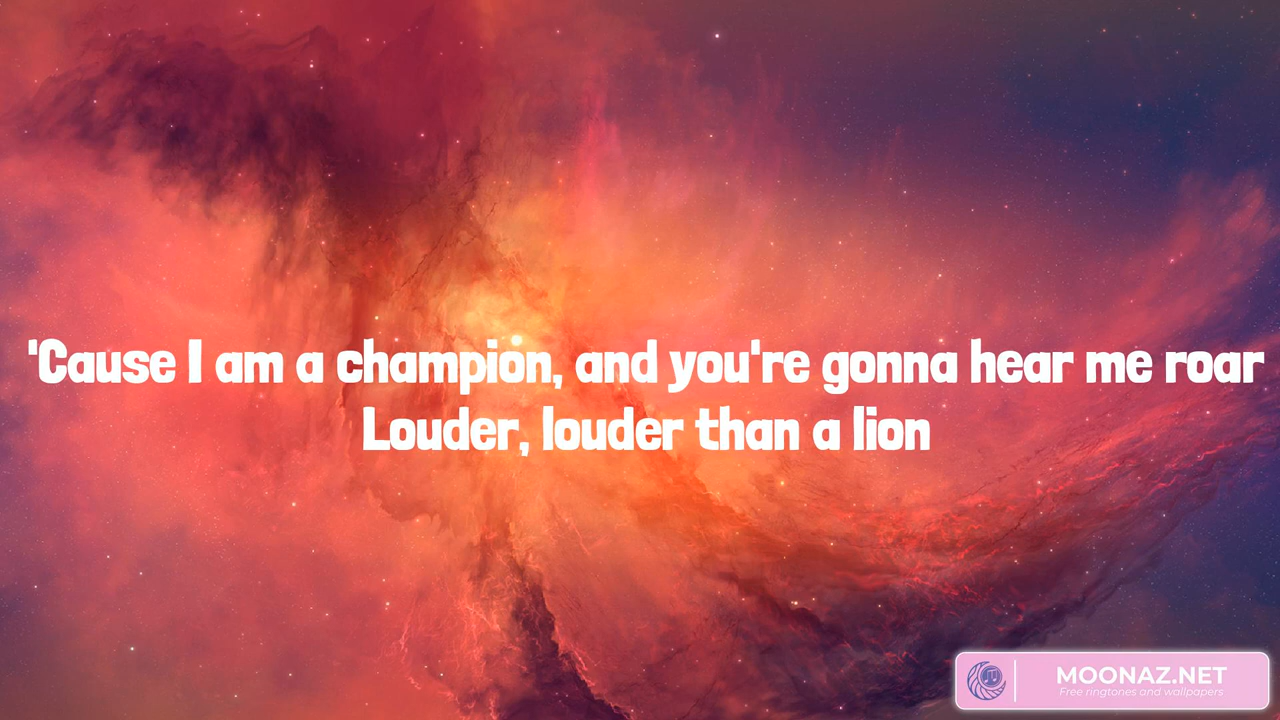 'Cause I am a champion, and you're gonna hear me roar
Louder, louder than a lion
MOONAZ.NET
Free ringtones and wallpapers